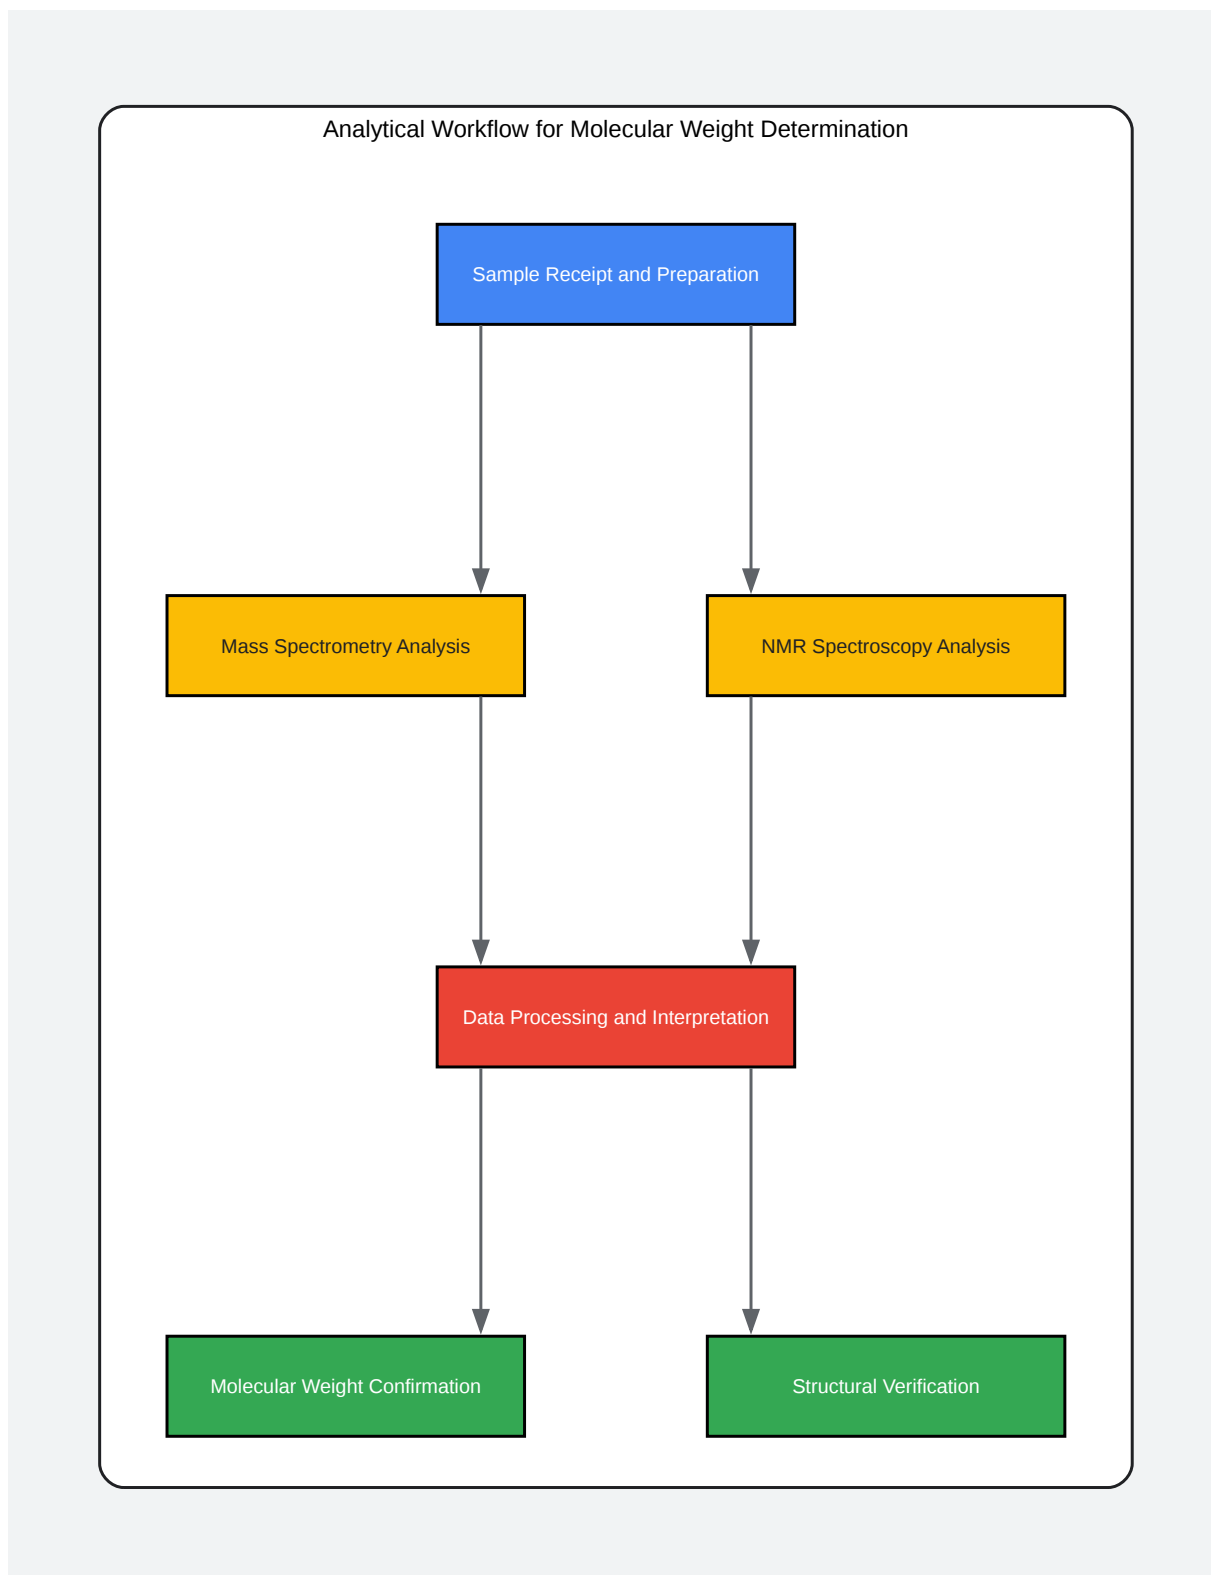 Analytical Workflow for Molecular Weight Determination
Sample Receipt and Preparation
Mass Spectrometry Analysis
NMR Spectroscopy Analysis
Data Processing and Interpretation
Molecular Weight Confirmation
Structural Verification